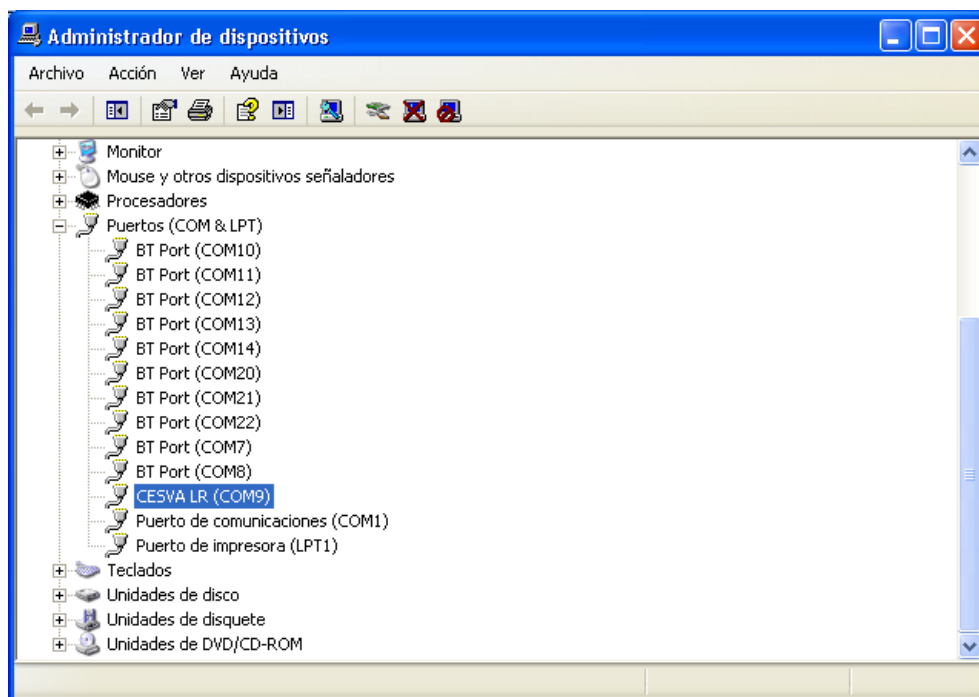 Administrador de dispositivos
Archivo Acción Ver Ayuda
Monitor
Mouse y otros dispositivos señaladores
Procesadores
Puertos (COM & LPT)
BT Port (COM10)
BT Port (COM11)
BT Port (COM12)
BT Port (COM13)
BT Port (COM14)
BT Port (COM20)
BT Port (COM21)
BT Port (COM22)
BT Port (COM7)
BT Port (COM8)
CESVA LR (COM9)
Puerto de comunicaciones (COM1)
Puerto de impresora (LPT1)
Teclados
Unidades de disco
Unidades de disquete
Unidades de DVD/CD-ROM